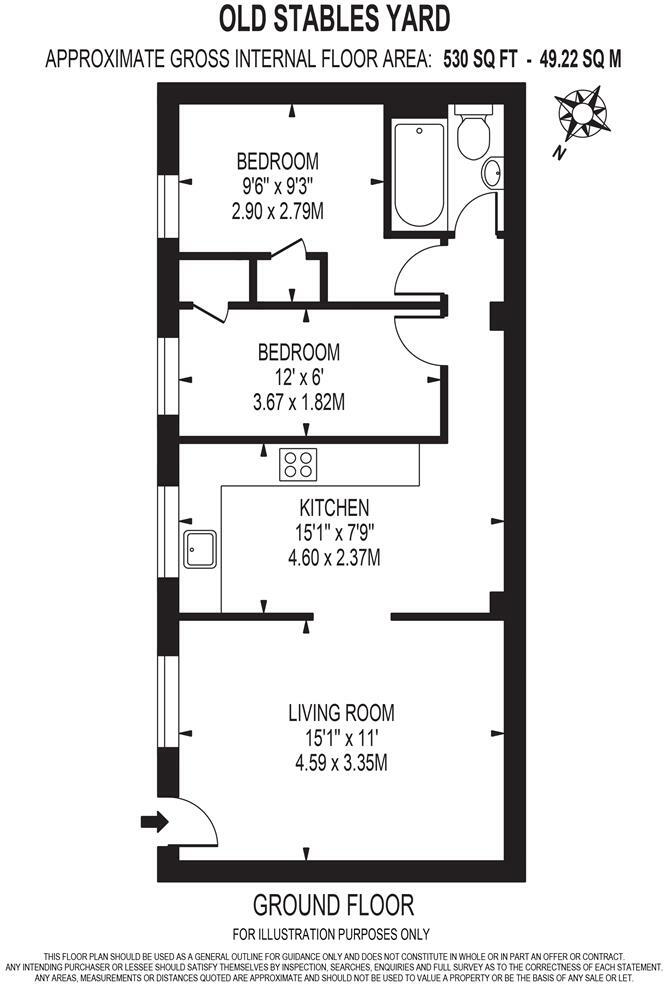 OLD STABLES YARD
APPROXIMATE GROSS INTERNAL FLOOR AREA: 530 SQ FT - 49.22 SQ M
N
BEDROOM
9'6" x 9'3"
2.90 x 2.79M
BEDROOM
12' x 6'
3.67 x 1.82M
KITCHEN
15'1" x 7'9"
4.60 x 2.37M
LIVING ROOM
15'1" x 11'
4.59 x 3.35M
GROUND FLOOR
FOR ILLUSTRATION PURPOSES ONLY
THIS FLOOR PLAN SHOULD BE USED AS A GENERAL OUTLINE FOR GUIDANCE ONLY AND DOES NOT CONSTITUTE IN WHOLE OR IN PART AN OFFER OR CONTRACT.
ANY INTENDING PURCHASER OR LESSEE SHOULD SATISFY THEMSELVES BY INSPECTION, SEARCHES, ENQUIRIES AND FULL SURVEY AS TO THE CORRECTNESS OF EACH STATEMENT.
ANY AREAS, MEASUREMENTS OR DISTANCES QUOTED ARE APPROXIMATE AND SHOULD NOT BE USED TO VALUE A PROPERTY OR BE THE BASIS OF ANY SALE OR LET.